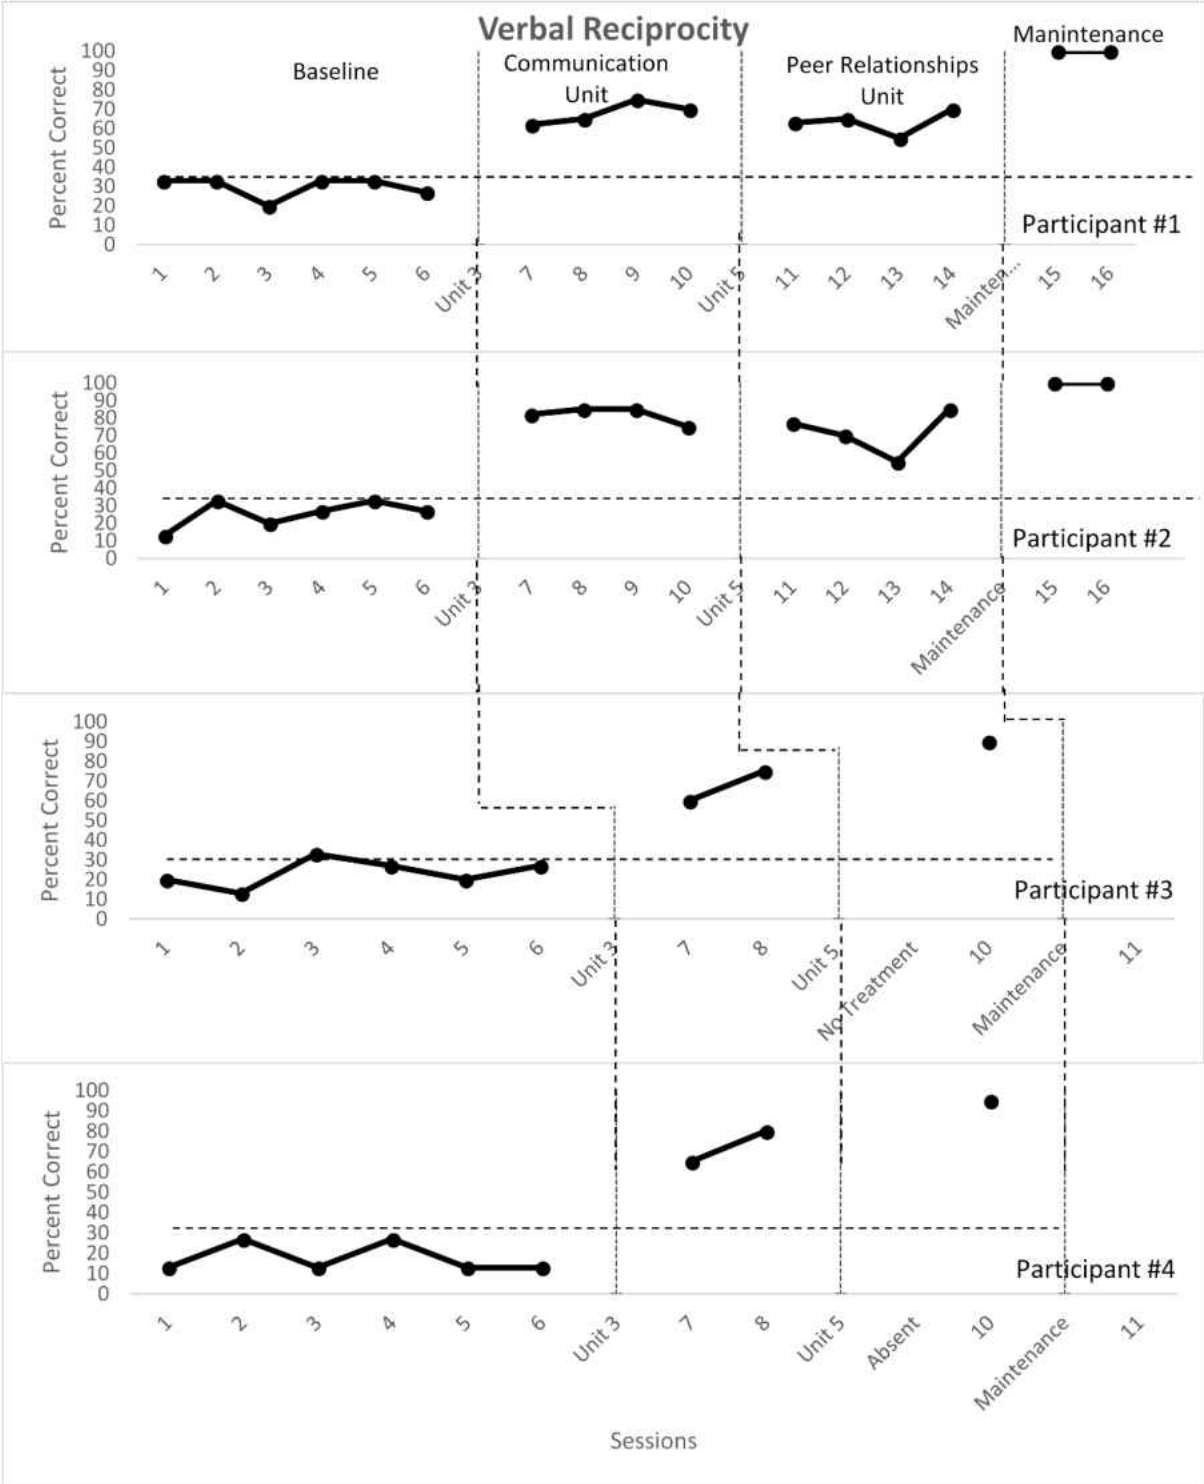 Verbal Reciprocity
Percent Correct
100
90
80
70
60
50
40
30
20
10
0
Baseline
Communication
Unit
Peer Relationships
Unit
Manintenance
Participant #1
1 2 3 4 5 6 Unit 3 7 8 9 10 Unit 5 11 12 13 14 Mainten... 15 16
Percent Correct
100
90
80
70
60
50
40
30
20
10
0
Participant #2
1 2 3 4 5 6 Unit 3 7 8 9 10 Unit 5 11 12 13 14 Maintenance 15 16
Percent Correct
100
90
80
70
60
50
40
30
20
10
0
Participant #3
1 2 3 4 5 6 Unit 3 7 8 Unit 5 No Treatment 10 Maintenance 11
Percent Correct
100
90
80
70
60
50
40
30
20
10
0
Participant #4
1 2 3 4 5 6 Unit 3 7 8 Unit 5 Absent 10 Maintenance 11
Sessions